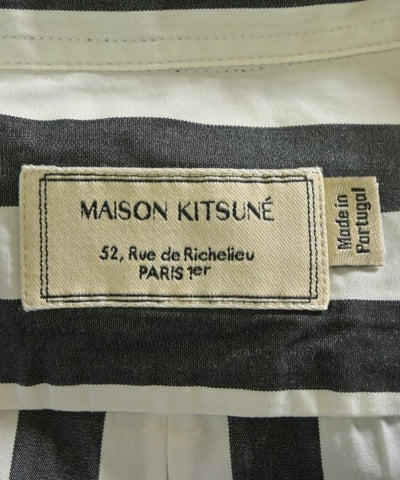 MAISON KITSUNÉ
52, Rue de Richelieu
PARIS 1er
Made in
Portugal